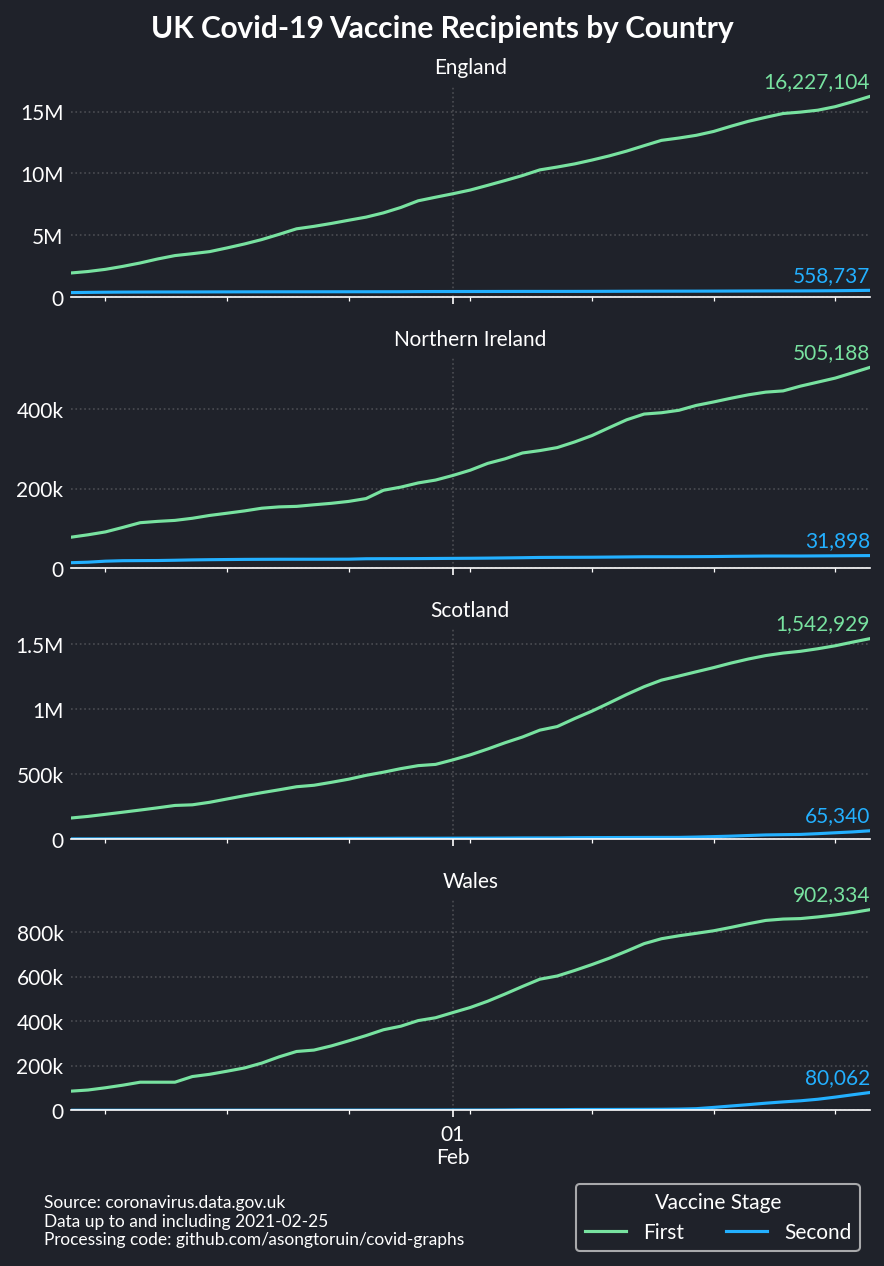 UK Covid-19 Vaccine Recipients by Country
England
16,227,104
15M
10M
5M
558,737
0
Northern Ireland
505,188
400k
200k
31,898
0
Scotland
1,542,929
1.5M
1M
500k
65,340
0
Wales
902,334
800k
600k
400k
200k
80,062
0
01
Feb
Source: coronavirus.data.gov.uk
Data up to and including 2021-02-25
Processing code: github.com/asongtoruin/covid-graphs
Vaccine Stage
First Second